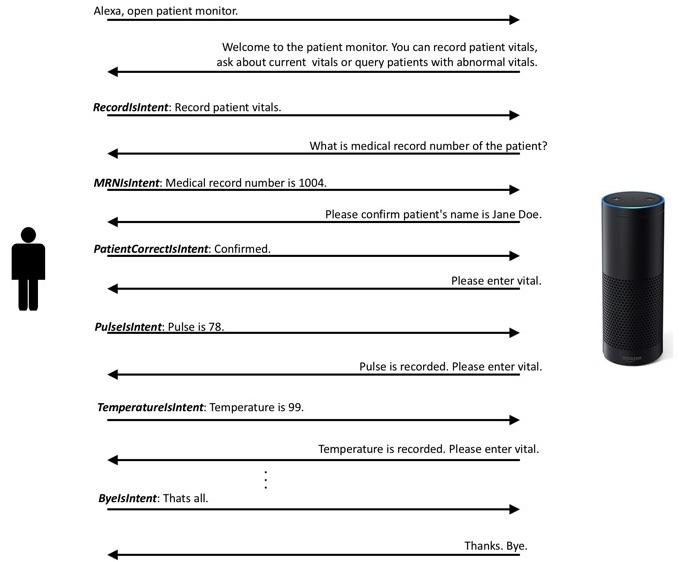 Alexa, open patient monitor.
Welcome to the patient monitor. You can record patient vitals,
ask about current vitals or query patients with abnormal vitals.
RecordIsIntent: Record patient vitals.
What is medical record number of the patient?
MRNIsIntent: Medical record number is 1004.
Please confirm patient's name is Jane Doe.
PatientCorrectIsIntent: Confirmed.
Please enter vital.
PulseIsIntent: Pulse is 78.
Pulse is recorded. Please enter vital.
TemperatureIsIntent: Temperature is 99.
Temperature is recorded. Please enter vital.
ByeIsIntent: Thats all.
Thanks. Bye.
amazon